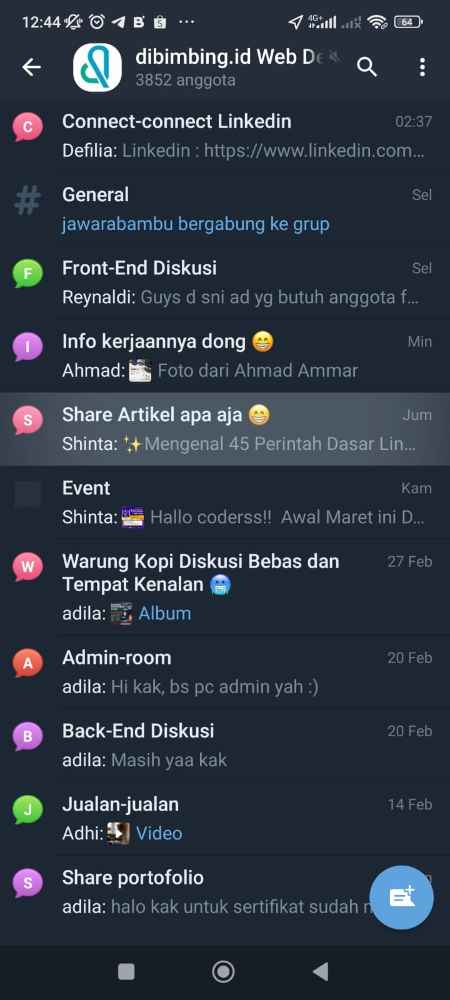 12:44
4G+
64
dibimbing.id Web De
3852 anggota
C
Connect-connect Linkedin
02:37
Defilia: Linkedin : https://www.linkedin.com...
#
General
Sel
jawarabambu bergabung ke grup
F
Front-End Diskusi
Sel
Reynaldi: Guys d sni ad yg butuh anggota f...
I
Info kerjaannya dong 😁
Min
Ahmad: Foto dari Ahmad Ammar
S
Share Artikel apa aja 😁
Jum
Shinta: ✨Mengenal 45 Perintah Dasar Lin...
Event
Kam
Shinta: Hallo coderss!! Awal Maret ini D...
W
Warung Kopi Diskusi Bebas dan
27 Feb
Tempat Kenalan 🥶
adila: Album
A
Admin-room
20 Feb
adila: Hi kak, bs pc admin yah :)
B
Back-End Diskusi
20 Feb
adila: Masih yaa kak
J
Jualan-jualan
14 Feb
Adhi: Video
S
Share portofolio
adila: halo kak untuk sertifikat sudah